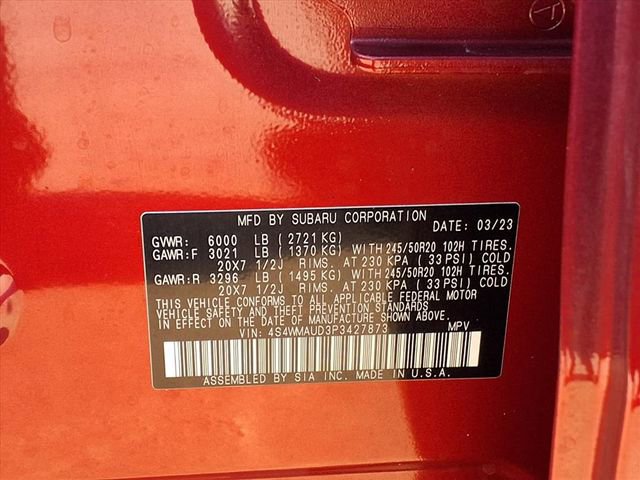 MFD BY SUBARU CORPORATION DATE: 03/23
GVWR: 6000 LB ( 2721 KG)
GAWR:F 3021 LB ( 1370 KG) WITH 245/50R20 102H TIRES.
20X7 1/2J RIMS. AT 230 KPA ( 33 PSI) COLD
GAWR:R 3296 LB ( 1495 KG) WITH 245/50R20 102H TIRES.
20X7 1/2J RIMS. AT 230 KPA ( 33 PSI) COLD
THIS VEHICLE CONFORMS TO ALL APPLICABLE FEDERAL MOTOR
VEHICLE SAFETY AND THEFT PREVENTION STANDARDS
IN EFFECT ON THE DATE OF MANUFACTURE SHOWN ABOVE.
VIN: 4S4WMAUD3P3427873 MPV
ASSEMBLED BY SIA INC. MADE IN U.S.A.